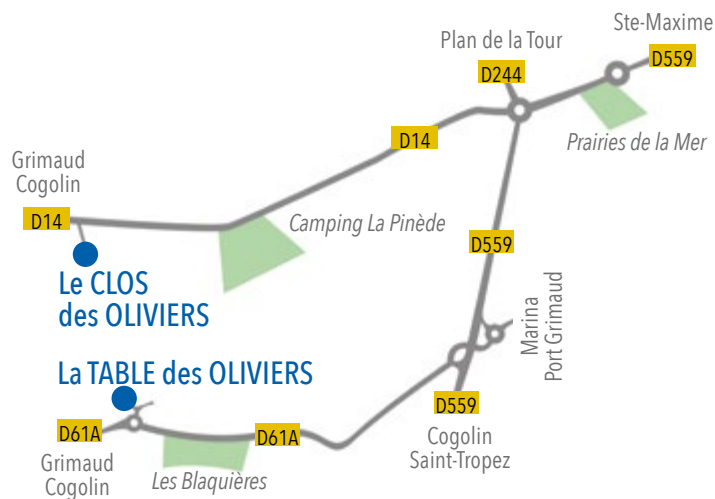 Ste-Maxime
D559
Plan de la Tour
D244
Prairies de la Mer
D14
Grimaud
Cogolin
D14
Camping La Pinède
D559
Le CLOS
des OLIVIERS
Marina
Port Grimaud
La TABLE des OLIVIERS
D559
D61A
D61A
Cogolin
Saint-Tropez
Grimaud
Cogolin
Les Blaquières